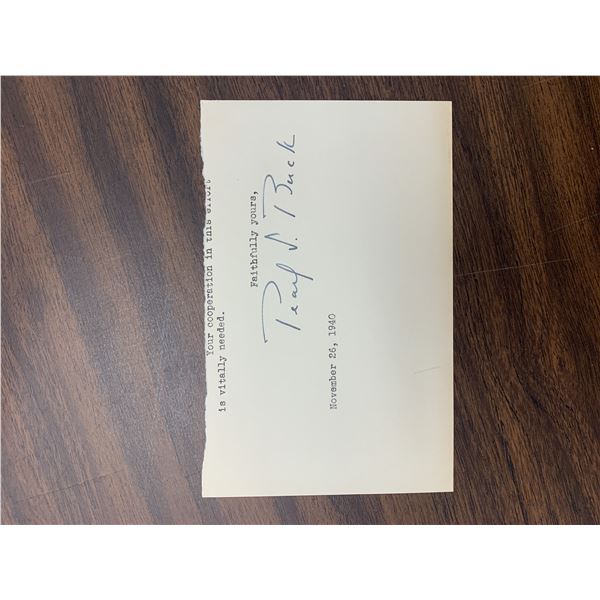 Your cooperation in this effort
is vitally needed.
Faithfully yours,
Pearl S. Buck
November 26, 1940